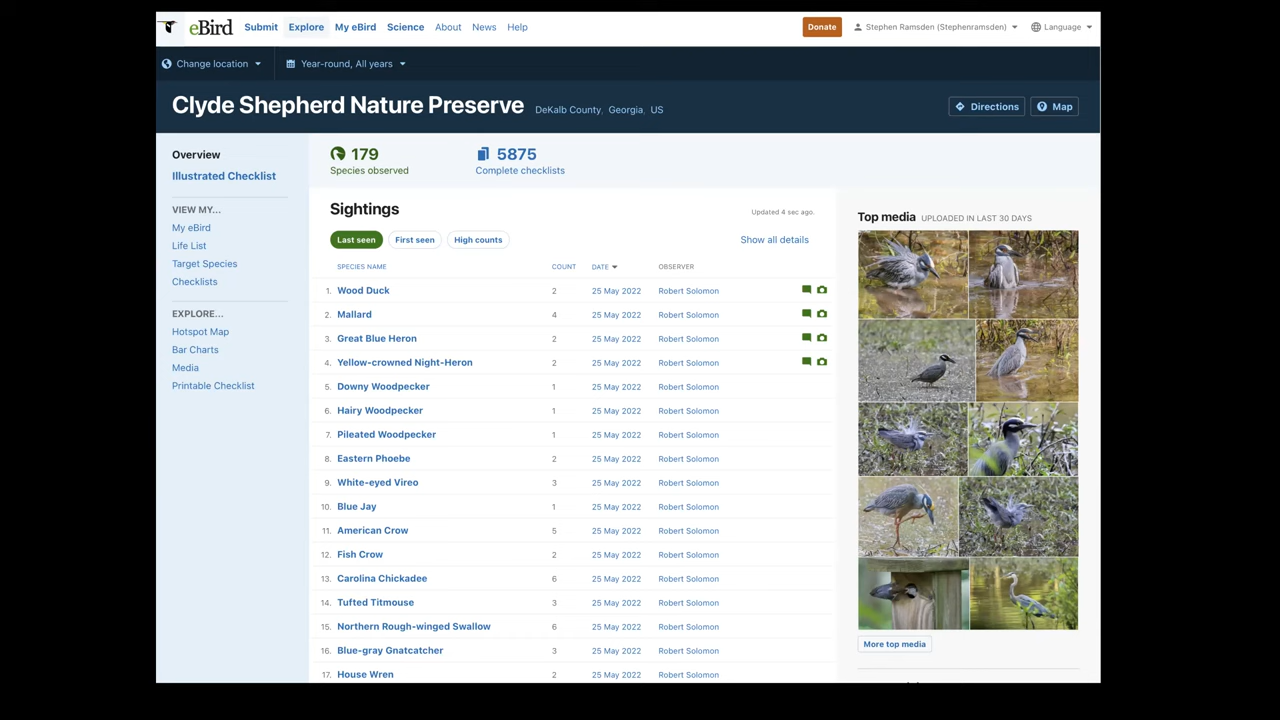 eBird Submit Explore My eBird Science About News Help Donate Stephen Ramsden (Stephenramsden) Language
Change location Year-round, All years
Clyde Shepherd Nature Preserve DeKalb County, Georgia, US Directions Map
Overview
Illustrated Checklist
VIEW MY...
My eBird
Life List
Target Species
Checklists
EXPLORE...
Hotspot Map
Bar Charts
Media
Printable Checklist
179 5875
Species observed Complete checklists
Sightings Updated 4 sec ago.
Last seen First seen High counts Show all details
SPECIES NAME COUNT DATE OBSERVER
1. Wood Duck 2 25 May 2022 Robert Solomon
2. Mallard 4 25 May 2022 Robert Solomon
3. Great Blue Heron 2 25 May 2022 Robert Solomon
4. Yellow-crowned Night-Heron 2 25 May 2022 Robert Solomon
5. Downy Woodpecker 1 25 May 2022 Robert Solomon
6. Hairy Woodpecker 1 25 May 2022 Robert Solomon
7. Pileated Woodpecker 1 25 May 2022 Robert Solomon
8. Eastern Phoebe 2 25 May 2022 Robert Solomon
9. White-eyed Vireo 3 25 May 2022 Robert Solomon
10. Blue Jay 1 25 May 2022 Robert Solomon
11. American Crow 5 25 May 2022 Robert Solomon
12. Fish Crow 2 25 May 2022 Robert Solomon
13. Carolina Chickadee 6 25 May 2022 Robert Solomon
14. Tufted Titmouse 3 25 May 2022 Robert Solomon
15. Northern Rough-winged Swallow 6 25 May 2022 Robert Solomon
16. Blue-gray Gnatcatcher 3 25 May 2022 Robert Solomon
17. House Wren 2 25 May 2022 Robert Solomon
Top media UPLOADED IN LAST 30 DAYS
More top media